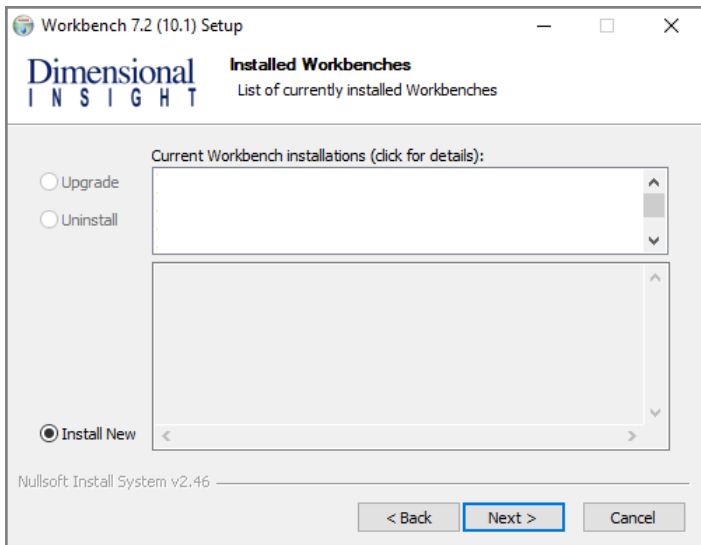 Workbench 7.2 (10.1) Setup
Dimensional
INSIGHT
Installed Workbenches
List of currently installed Workbenches
Current Workbench installations (click for details):
Upgrade
Uninstall
Install New
Nullsoft Install System v2.46
< Back
Next >
Cancel